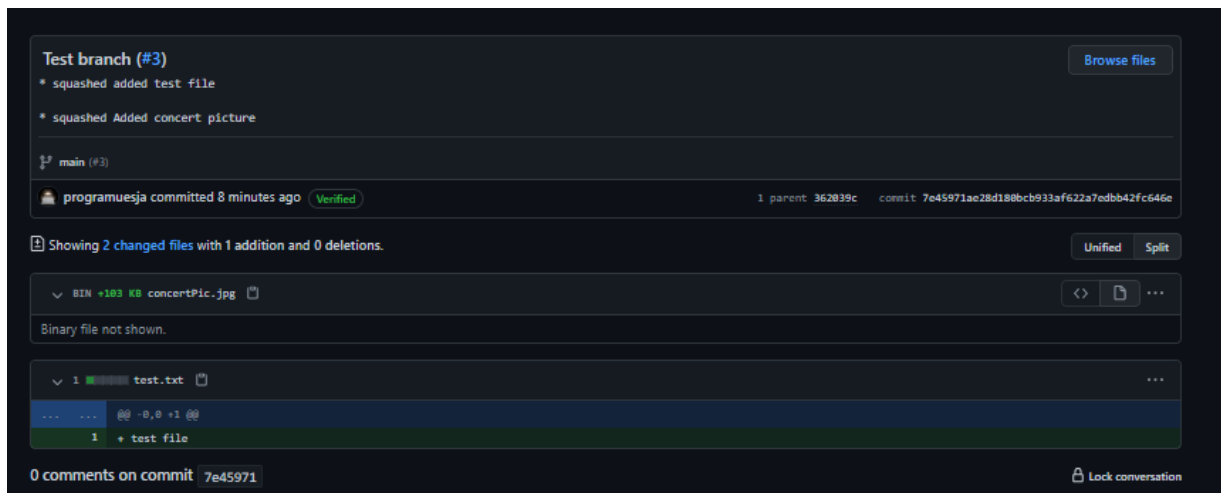 Test branch (#3)
Browse files
* squashed added test file
* squashed Added concert picture
main (#3)
programuesja committed 8 minutes ago Verified
1 parent 362039c commit 7e45971ae28d180bcb933af622a7edbb42fc646e
Showing 2 changed files with 1 addition and 0 deletions.
Unified Split
BIN +103 KB concertPic.jpg
<> ...
Binary file not shown.
1 test.txt
...
... ... @@ -0,0 +1 @@
1 + test file
0 comments on commit 7e45971
Lock conversation